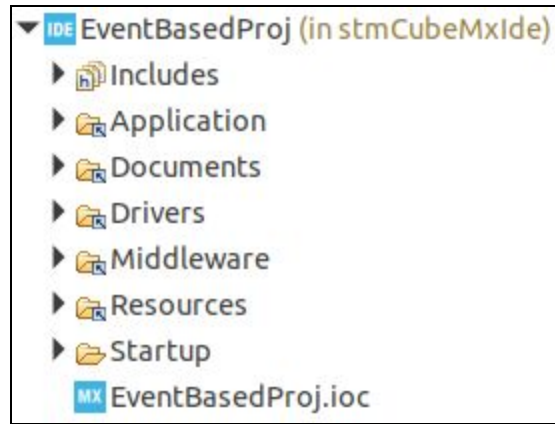 IDE EventBasedProj (in stmCubeMxIde)
h Includes
Application
Documents
Drivers
Middleware
Resources
Startup
MX EventBasedProj.ioc